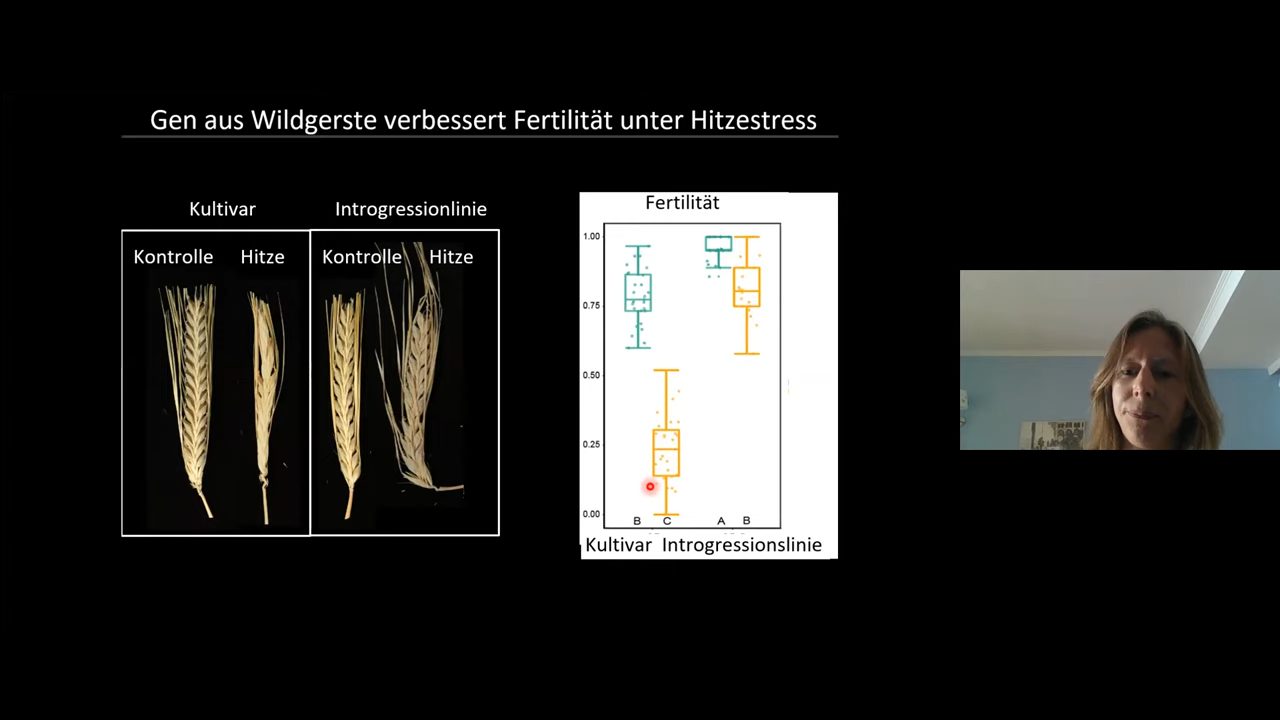 Gen aus Wildgerste verbessert Fertilität unter Hitzestress
Kultivar Introgressionlinie
Kontrolle Hitze Kontrolle Hitze
Fertilität
1.00
0.75
0.50
0.25
0.00
B C A B
Kultivar Introgressionslinie